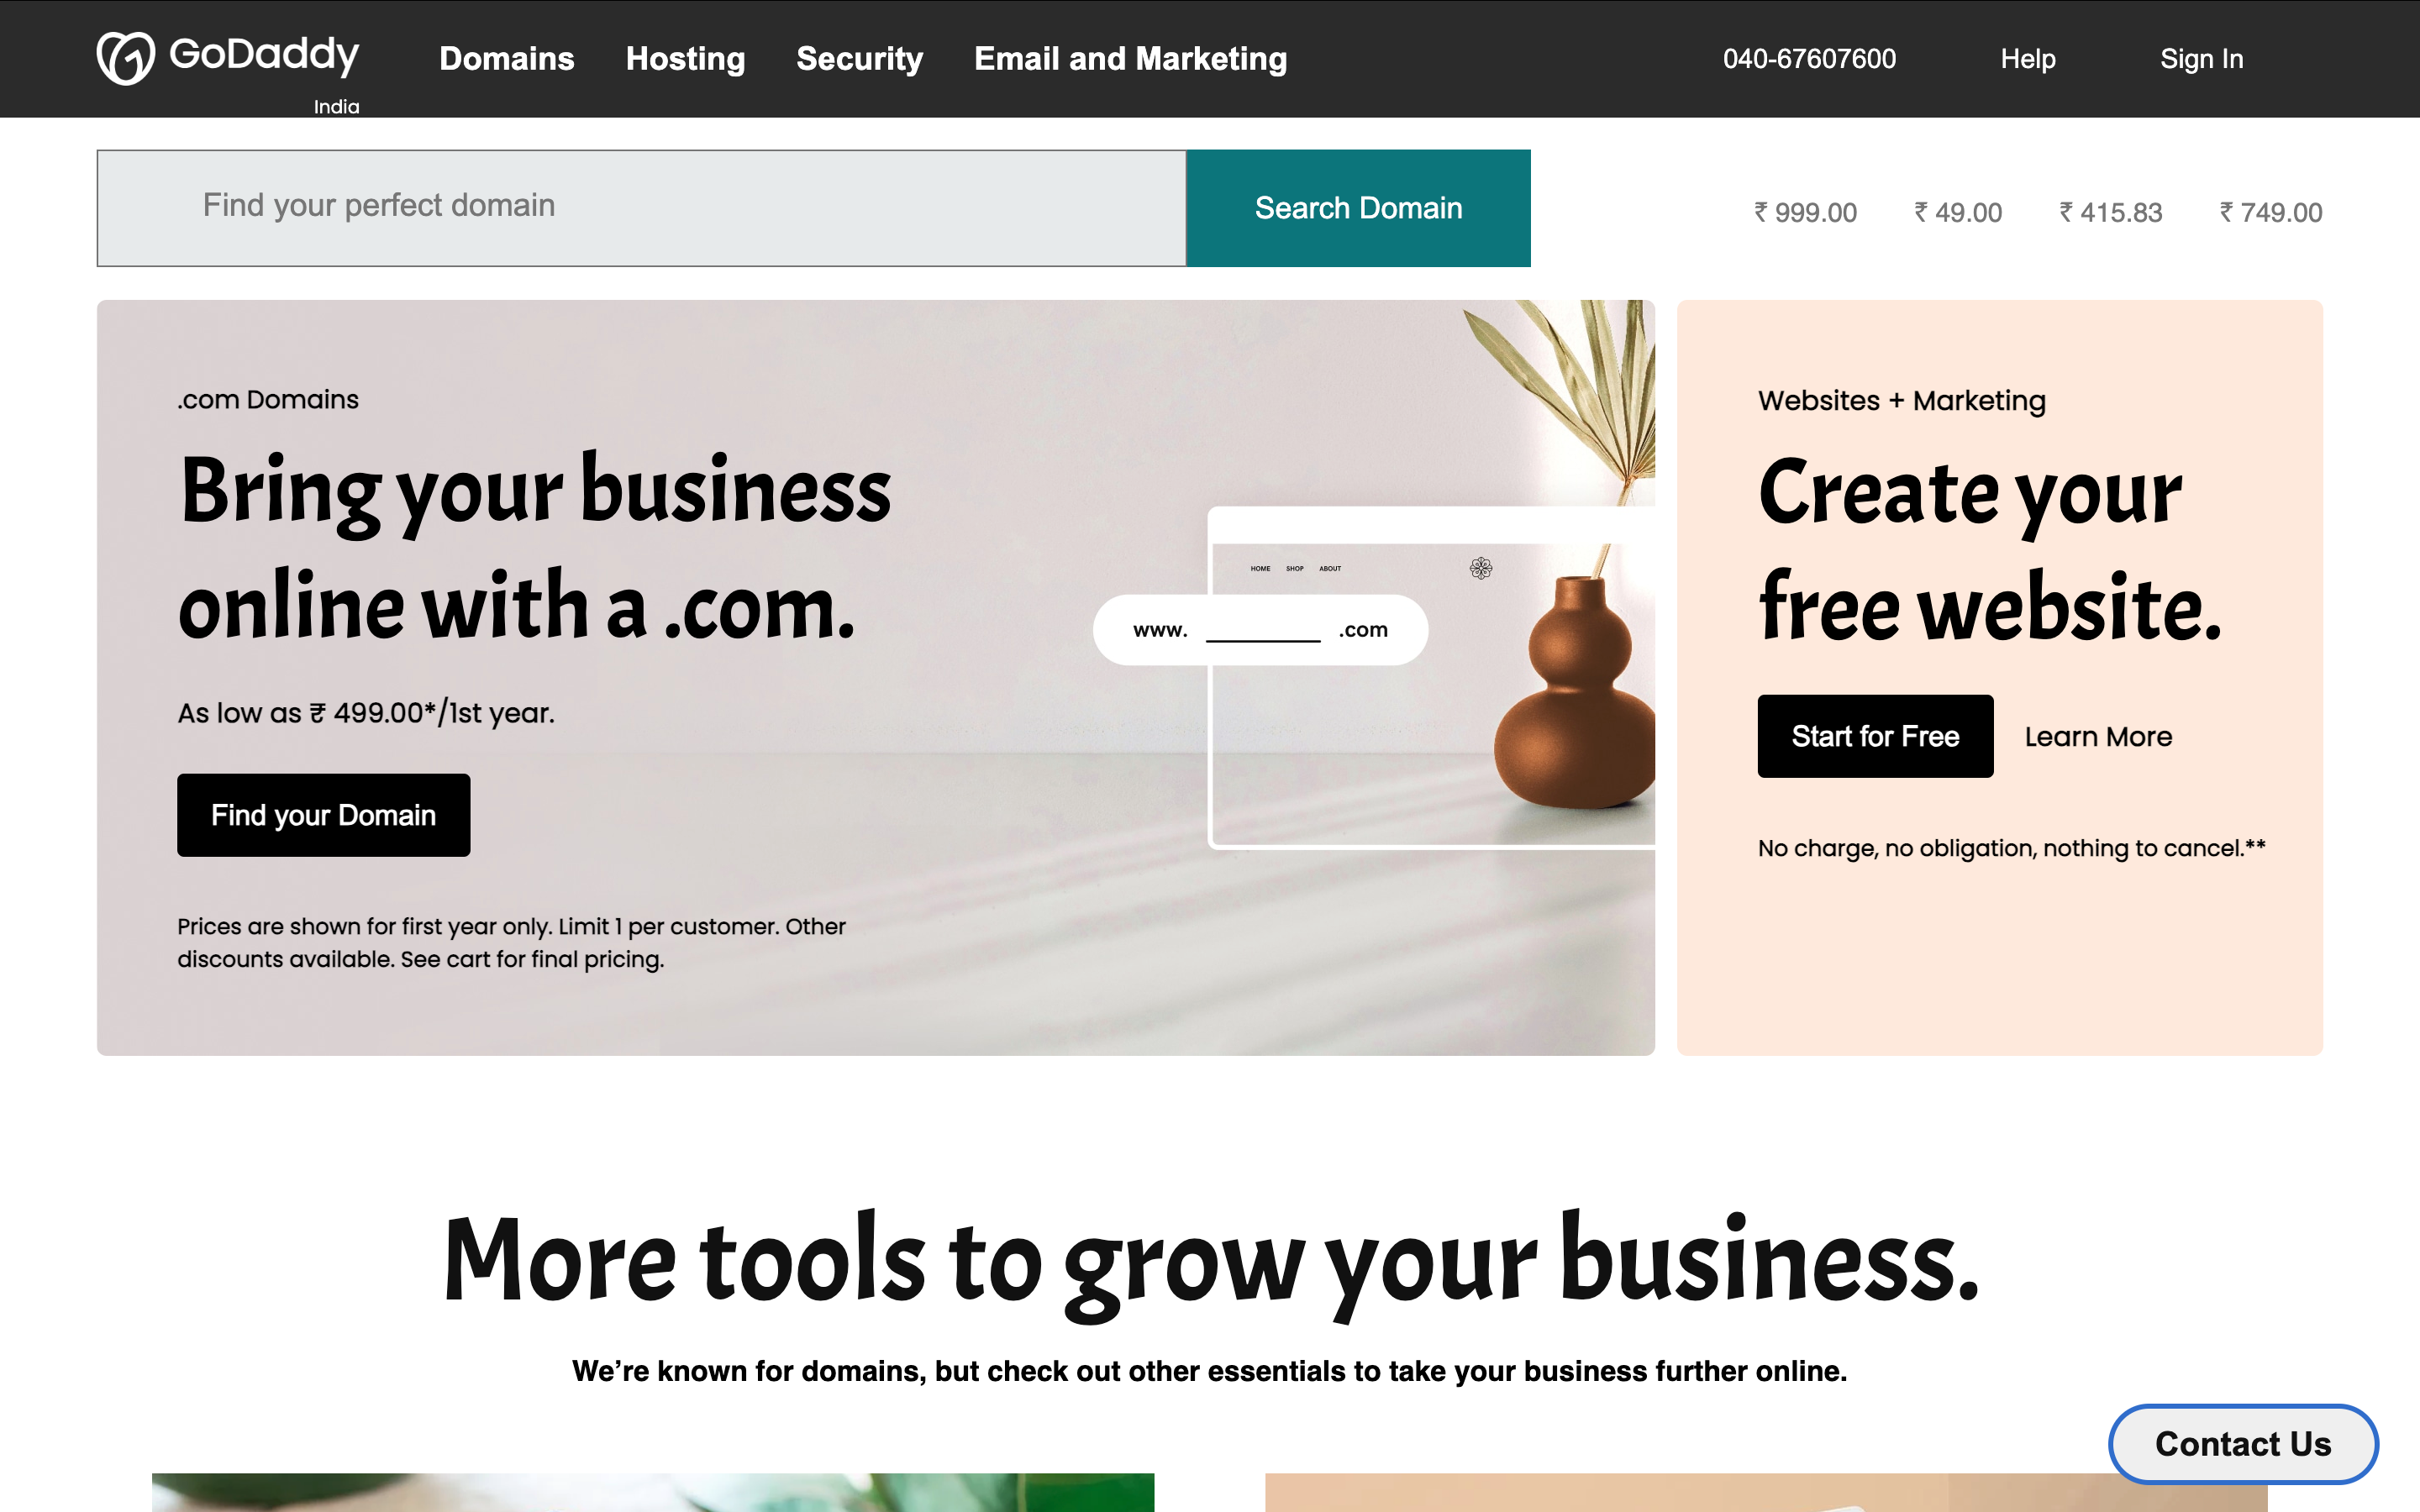 GoDaddy
India
Domains
Hosting
Security
Email and Marketing
040-67607600
Help
Sign In
Find your perfect domain
Search Domain
₹ 999.00
₹ 49.00
₹ 415.83
₹ 749.00
.com Domains
Bring your business
online with a .com.
As low as ₹ 499.00*/1st year.
Find your Domain
Prices are shown for first year only. Limit 1 per customer. Other
discounts available. See cart for final pricing.
HOME SHOP ABOUT
www. ________ .com
Websites + Marketing
Create your
free website.
Start for Free
Learn More
No charge, no obligation, nothing to cancel.**
More tools to grow your business.
We’re known for domains, but check out other essentials to take your business further online.
Contact Us